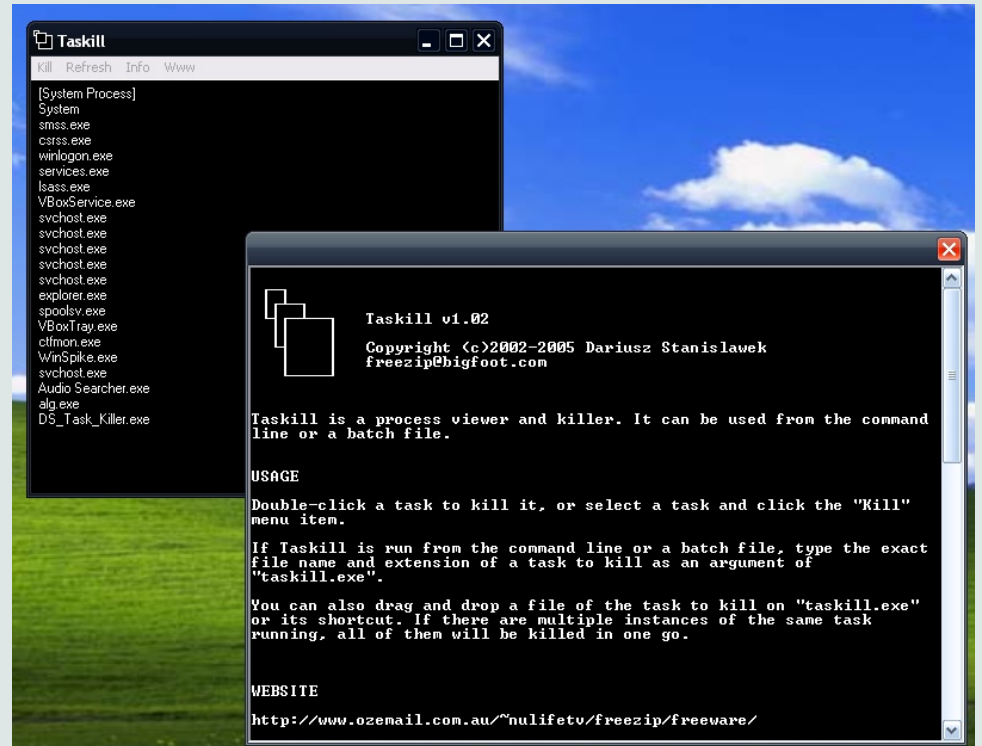 Taskill
Kill Refresh Info Www
[System Process]
System
smss.exe
csrss.exe
winlogon.exe
services.exe
lsass.exe
VBoxService.exe
svchost.exe
svchost.exe
svchost.exe
svchost.exe
svchost.exe
explorer.exe
spoolsv.exe
VBoxTray.exe
ctfmon.exe
WinSpike.exe
svchost.exe
Audio Searcher.exe
alg.exe
DS_Task_Killer.exe
Taskill v1.02
Copyright (c)2002-2005 Dariusz Stanislawek
freezip@bigfoot.com
Taskill is a process viewer and killer. It can be used from the command
line or a batch file.
USAGE
Double-click a task to kill it, or select a task and click the "Kill"
menu item.
If Taskill is run from the command line or a batch file, type the exact
file name and extension of a task to kill as an argument of
"taskill.exe".
You can also drag and drop a file of the task to kill on "taskill.exe"
or its shortcut. If there are multiple instances of the same task
running, all of them will be killed in one go.
WEBSITE
http://www.ozemail.com.au/~nulifetv/freezip/freeware/